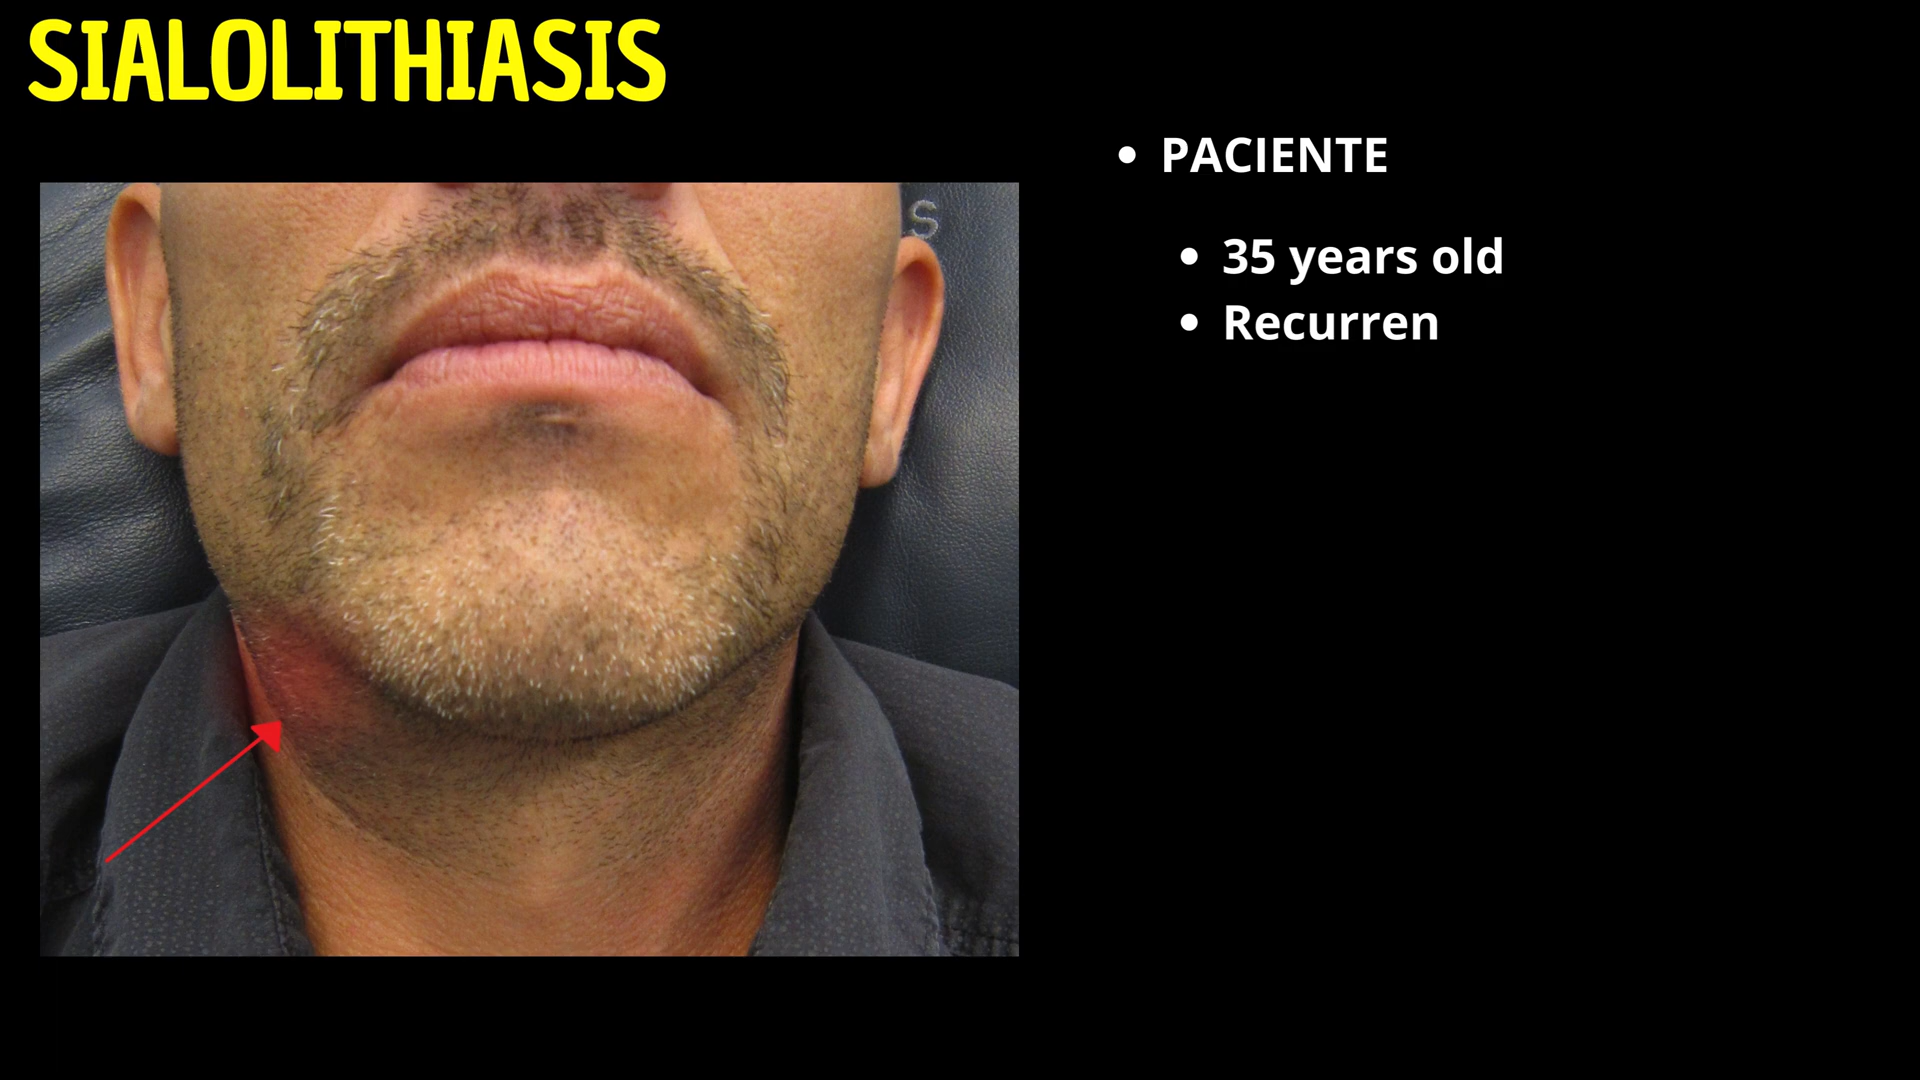 SIALOLITHIASIS
PACIENTE
35 years old
Recurren
S